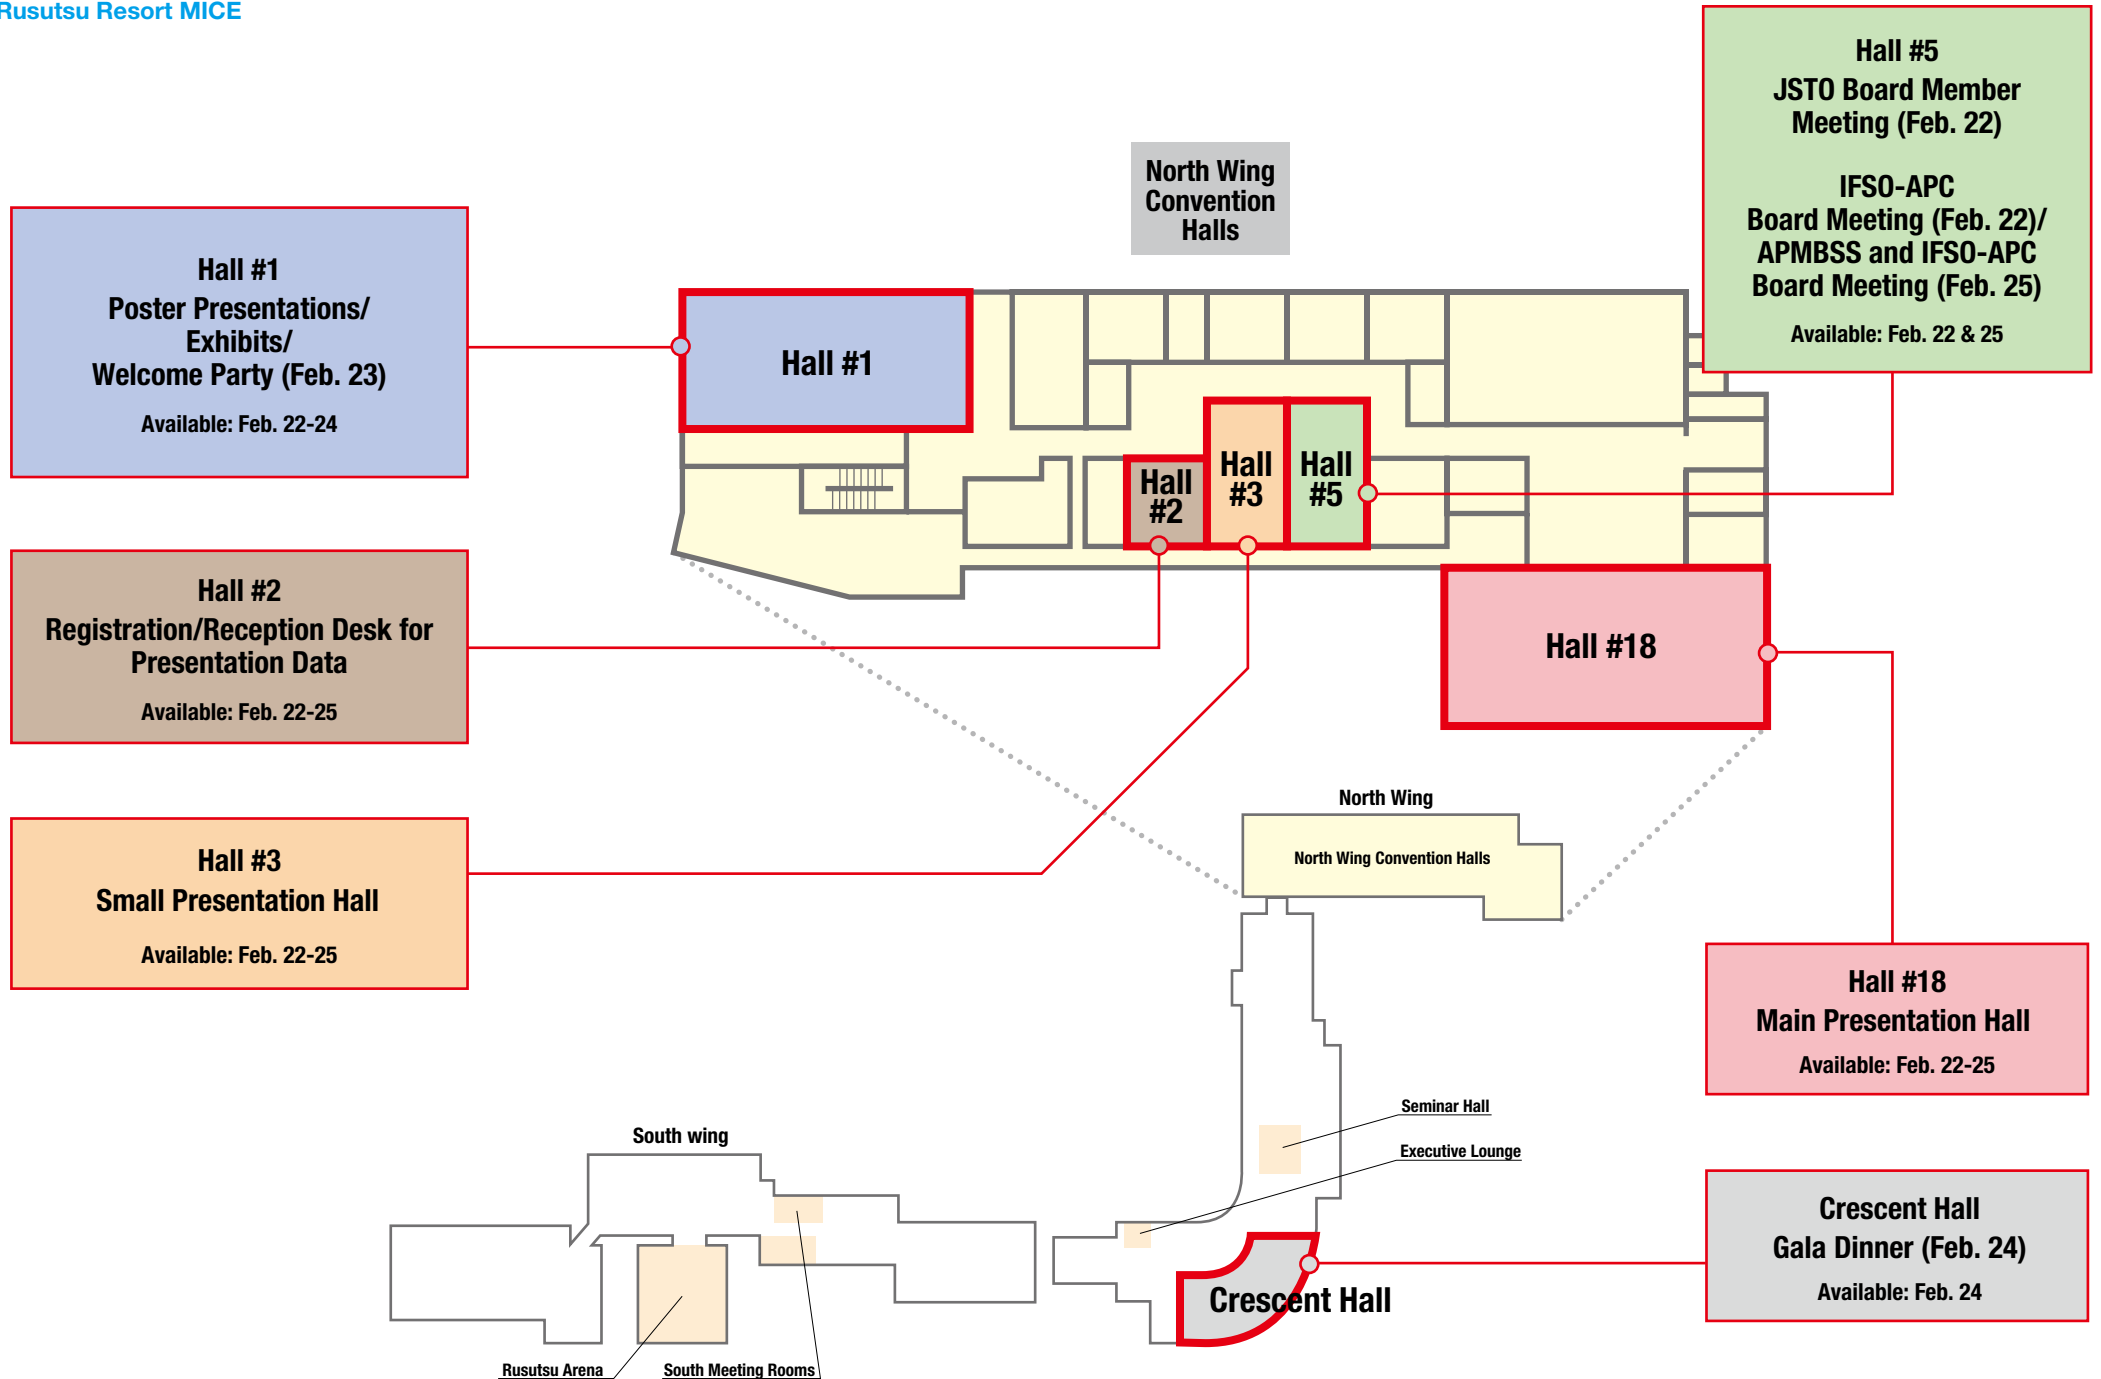 Rusutsu Resort MICE
Hall #5
JSTO Board Member
Meeting (Feb. 22)
IFSO-APC
Board Meeting (Feb. 22)/
APMBSS and IFSO-APC
Board Meeting (Feb. 25)
Available: Feb. 22 & 25
North Wing
Convention
Halls
Hall #1
Poster Presentations/
Exhibits/
Welcome Party (Feb. 23)
Available: Feb. 22-24
Hall #1
Hall
#2
Hall
#3
Hall
#5
Hall #18
Hall #2
Registration/Reception Desk for
Presentation Data
Available: Feb. 22-25
Hall #3
Small Presentation Hall
Available: Feb. 22-25
North Wing
North Wing Convention Halls
Hall #18
Main Presentation Hall
Available: Feb. 22-25
Seminar Hall
Executive Lounge
South wing
Crescent Hall
Gala Dinner (Feb. 24)
Available: Feb. 24
Crescent Hall
Rusutsu Arena
South Meeting Rooms